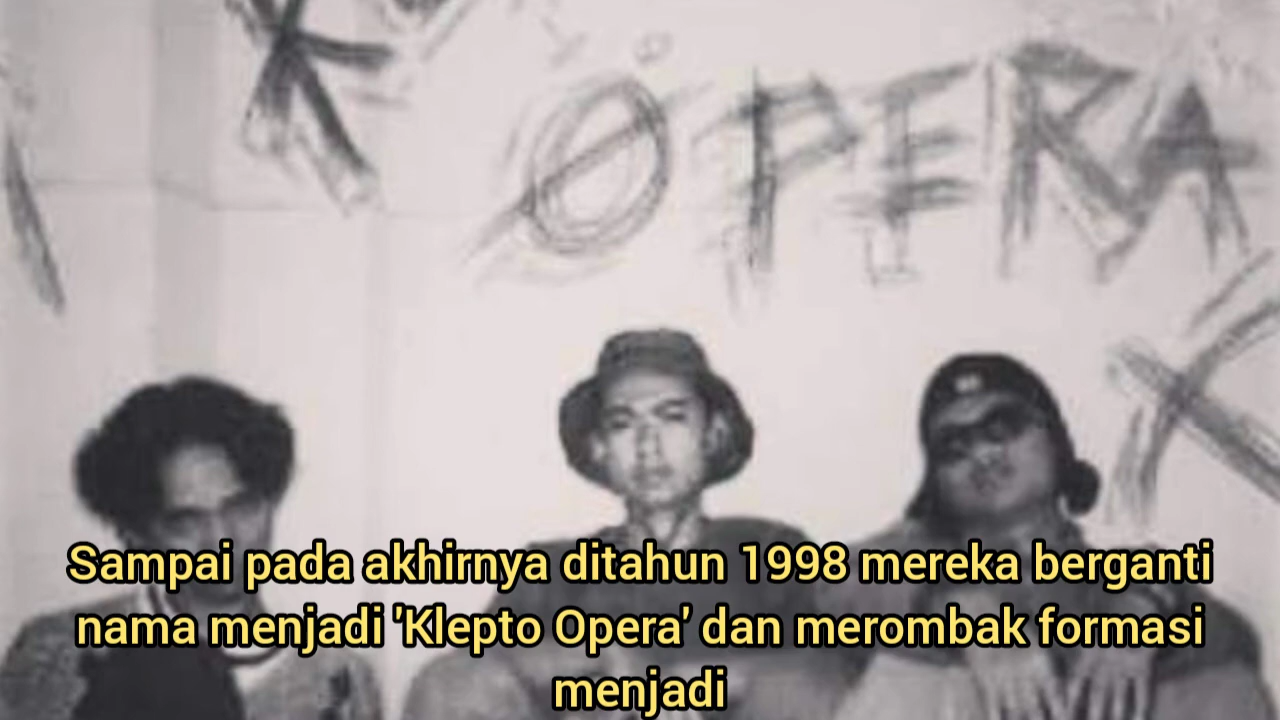 K
OPERA
Sampai pada akhirnya ditahun 1998 mereka berganti
nama menjadi 'Klepto Opera' dan merombak formasi
menjadi